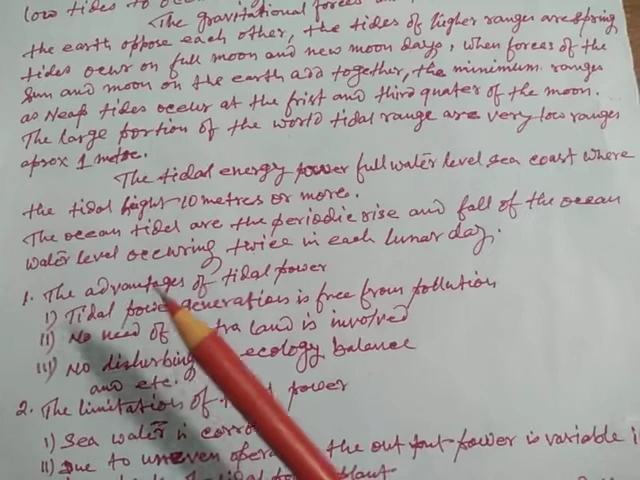 low tides to
The gravitational forces
the earth oppose each other, the tides of higher ranges are spring
tides ocur on full moon and new moon days, when forces of the
Sun and moon on the earth add together, the minimum ranges
as Neap tides occur at the frist and third quater of the moon.
The large portion of the world tidal range are very low ranges
aprox 1 metre.
The tidal energy power full water level sea coast where
the tidal hight 10 metres or more.
The ocean tidel are the periodic rise and fall of the ocean
water level occuring twice in each lunar day.
1. The advantages of tidal power
i) Tidal generation is free from pollution
ii) No need of land is involved
iii) No disturbing ecology balance
and etc.
2. The limitation of power
i) Sea water is
ii) Due to uneven the out put power is variable